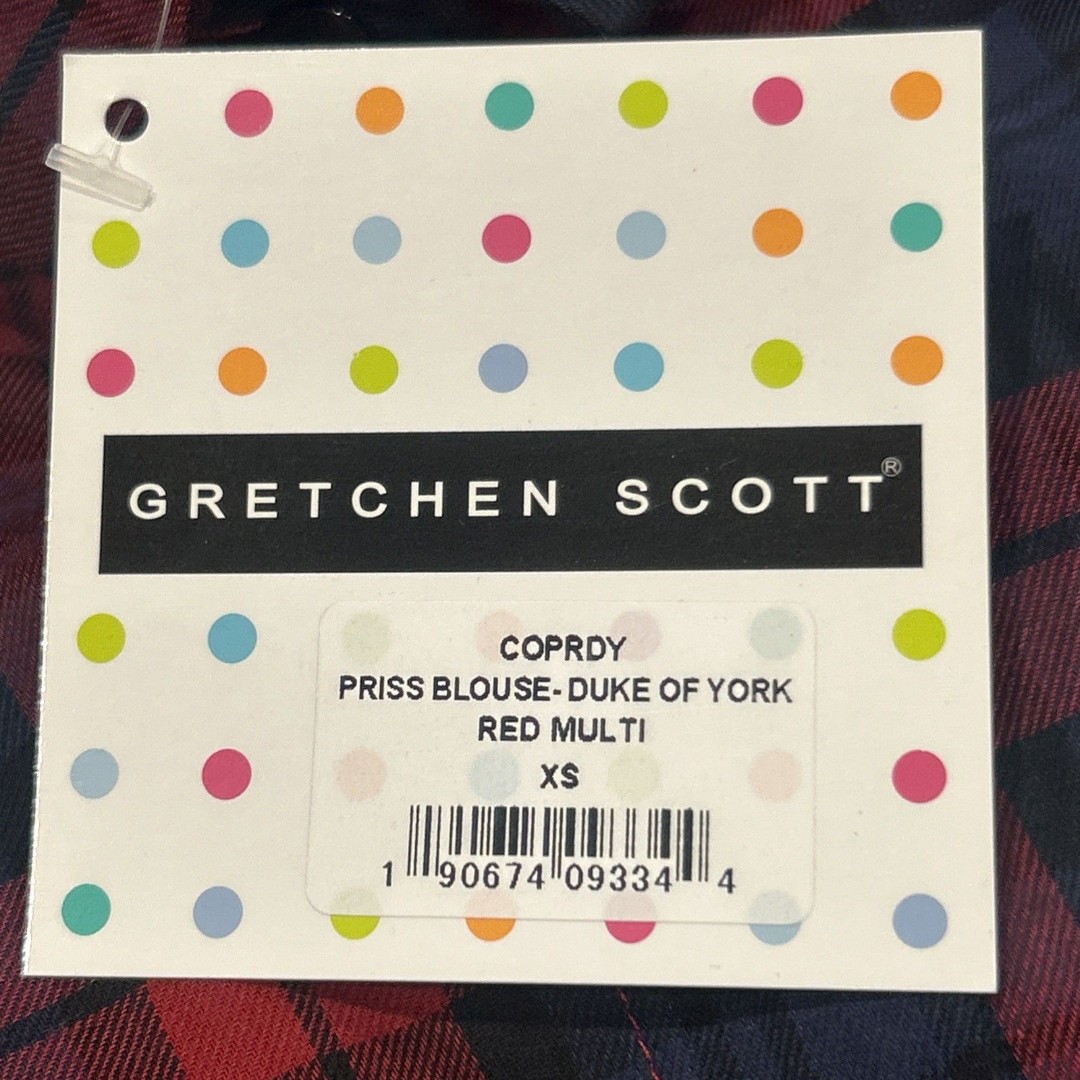 GRETCHEN SCOTT®
COPRDY
PRISS BLOUSE- DUKE OF YORK
RED MULTI
XS
1 90674 09334 4